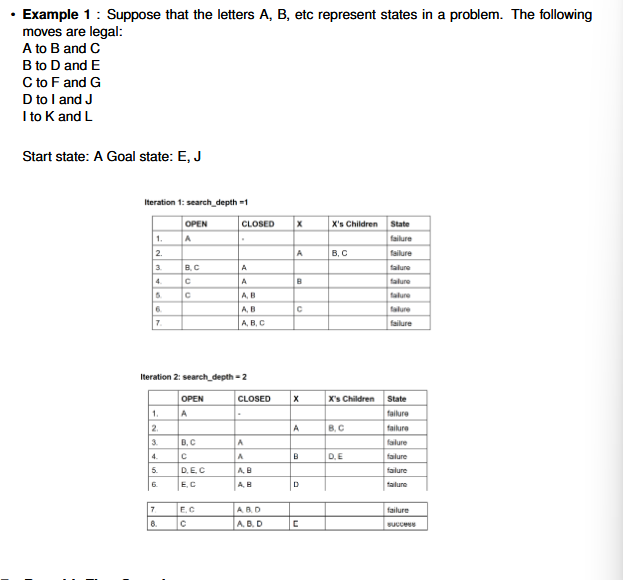 • Example 1 : Suppose that the letters A, B, etc represent states in a problem. The following
moves are legal:
A to B and C
B to D and E
C to F and G
D to I and J
I to K and L
Start state: A Goal state: E, J
Iteration 1: search_depth =1
OPEN CLOSED X X's Children State
1. A - failure
2. A B, C failure
3. B, C A failure
4. C A B failure
5. C A, B failure
6. A, B C failure
7. A, B, C failure
Iteration 2: search_depth = 2
OPEN CLOSED X X's Children State
1. A - failure
2. A B, C failure
3. B, C A failure
4. C A B D, E failure
5. D, E, C A, B failure
6. E, C A, B D failure
7. E, C A, B, D failure
8. C A, B, D E success